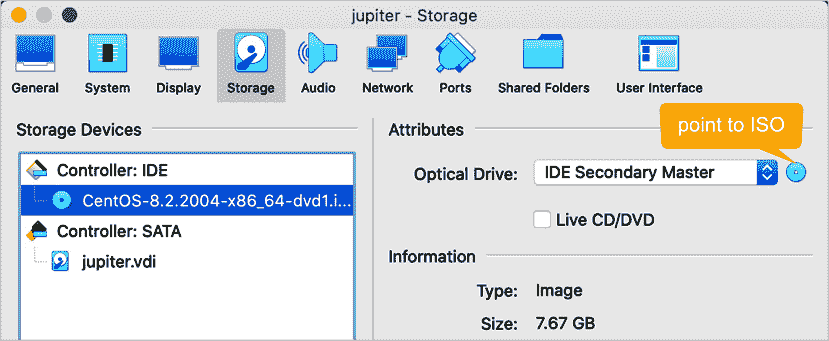 jupiter - Storage
General System Display Storage Audio Network Ports Shared Folders User Interface
point to ISO
Storage Devices
Attributes
Controller: IDE
CentOS-8.2.2004-x86_64-dvd1.i...
Controller: SATA
jupiter.vdi
Optical Drive: IDE Secondary Master
Live CD/DVD
Information
Type: Image
Size: 7.67 GB